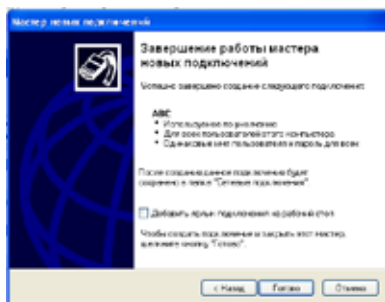 Мастер новых подключений
Завершение работы мастера
новых подключений
Успешно завершено создание следующего подключения:
ABC
* Используемое по умолчанию
* Для всех пользователей этого компьютера
* Одинаковые имя пользователя и пароль для всех
После создания данное подключение будет
сохранено в папке "Сетевые подключения".
Добавить ярлык подключения на рабочий стол
Чтобы создать подключение и закрыть этот мастер,
щелкните кнопку "Готово".
< Назад Готово Отмена